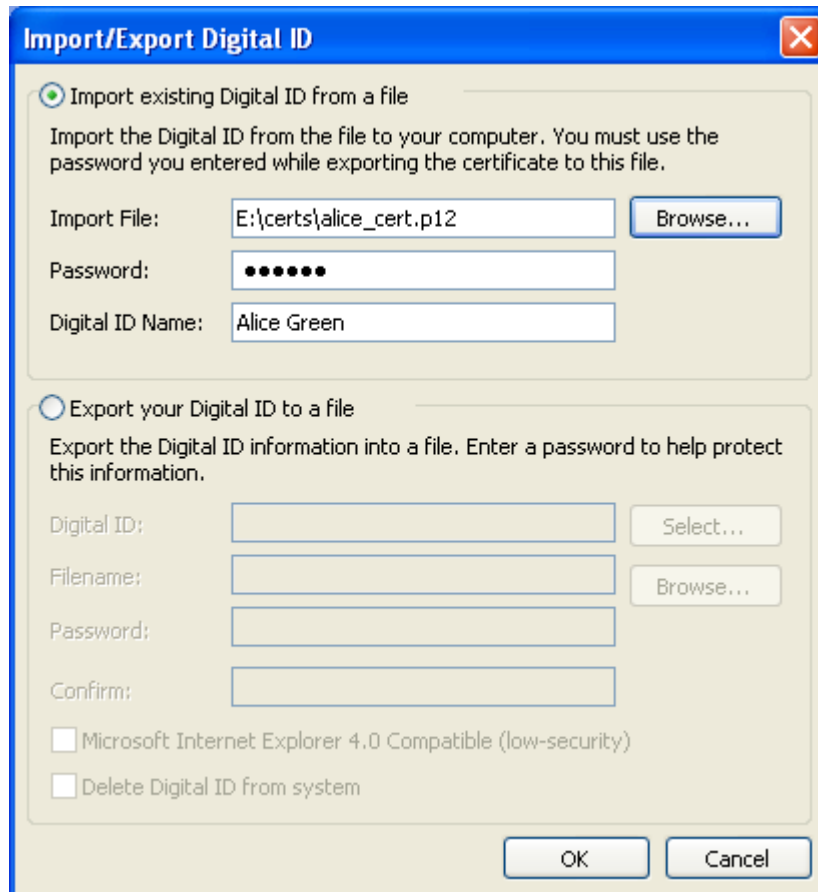 Import/Export Digital ID
Import existing Digital ID from a file
Import the Digital ID from the file to your computer. You must use the
password you entered while exporting the certificate to this file.
Import File: E:\certs\alice_cert.p12 Browse...
Password: ●●●●●●
Digital ID Name: Alice Green
Export your Digital ID to a file
Export the Digital ID information into a file. Enter a password to help protect
this information.
Digital ID: Select...
Filename: Browse...
Password:
Confirm:
Microsoft Internet Explorer 4.0 Compatible (low-security)
Delete Digital ID from system
OK Cancel